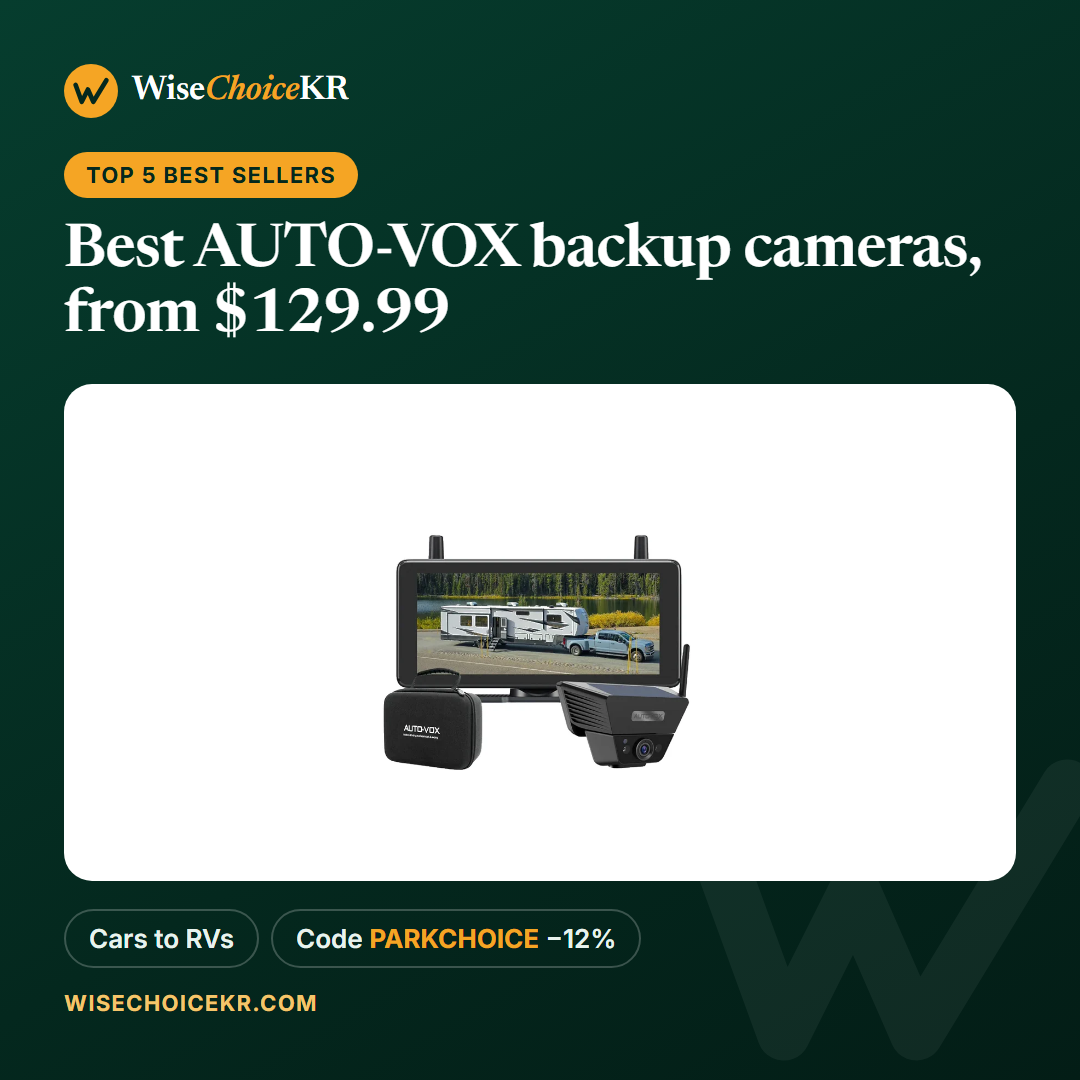 WiseChoiceKR
TOP 5 BEST SELLERS
Best AUTO-VOX backup cameras,
from $129.99
AUTO-VOX
Cars to RVs
Code PARKCHOICE −12%
WISECHOICEKR.COM